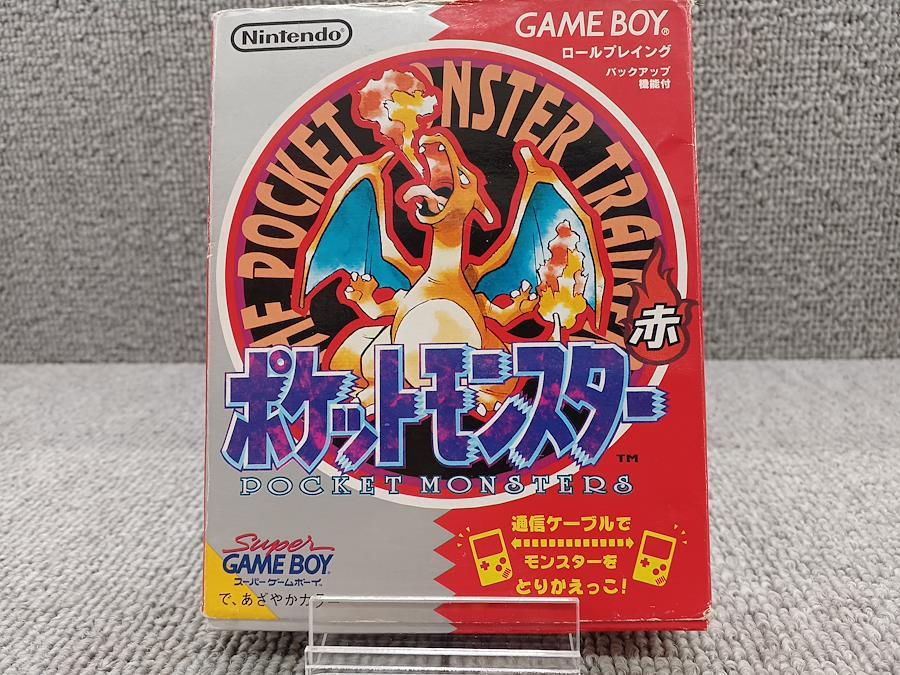 Nintendo
GAME BOY®
ロールプレイング
バックアップ
機能付
POCKET MONSTER
赤
ポケットモンスター
TM
POCKET MONSTERS
Super
GAME BOY
スーパーゲームボーイ
で、あざやかカラー
通信ケーブルで
モンスターを
とりかえっこ!